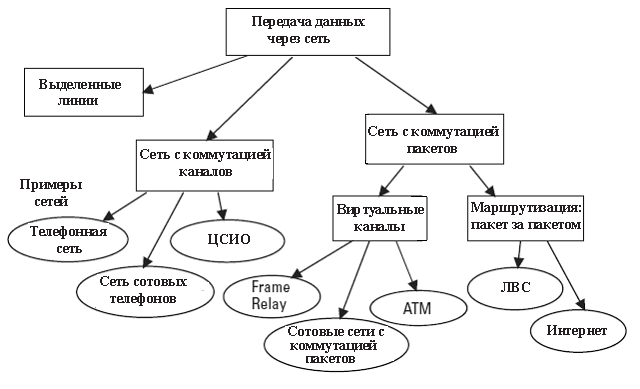 Передача данных
через сеть
Выделенные
линии
Сеть с коммутацией
каналов
Сеть с коммутацией
пакетов
Примеры
сетей
Телефонная
сеть
ЦСИО
Сеть сотовых
телефонов
Виртуальные
каналы
Маршрутизация:
пакет за пакетом
Frame
Relay
Сотовые сети с
коммутацией
пакетов
ATM
ЛВС
Интернет